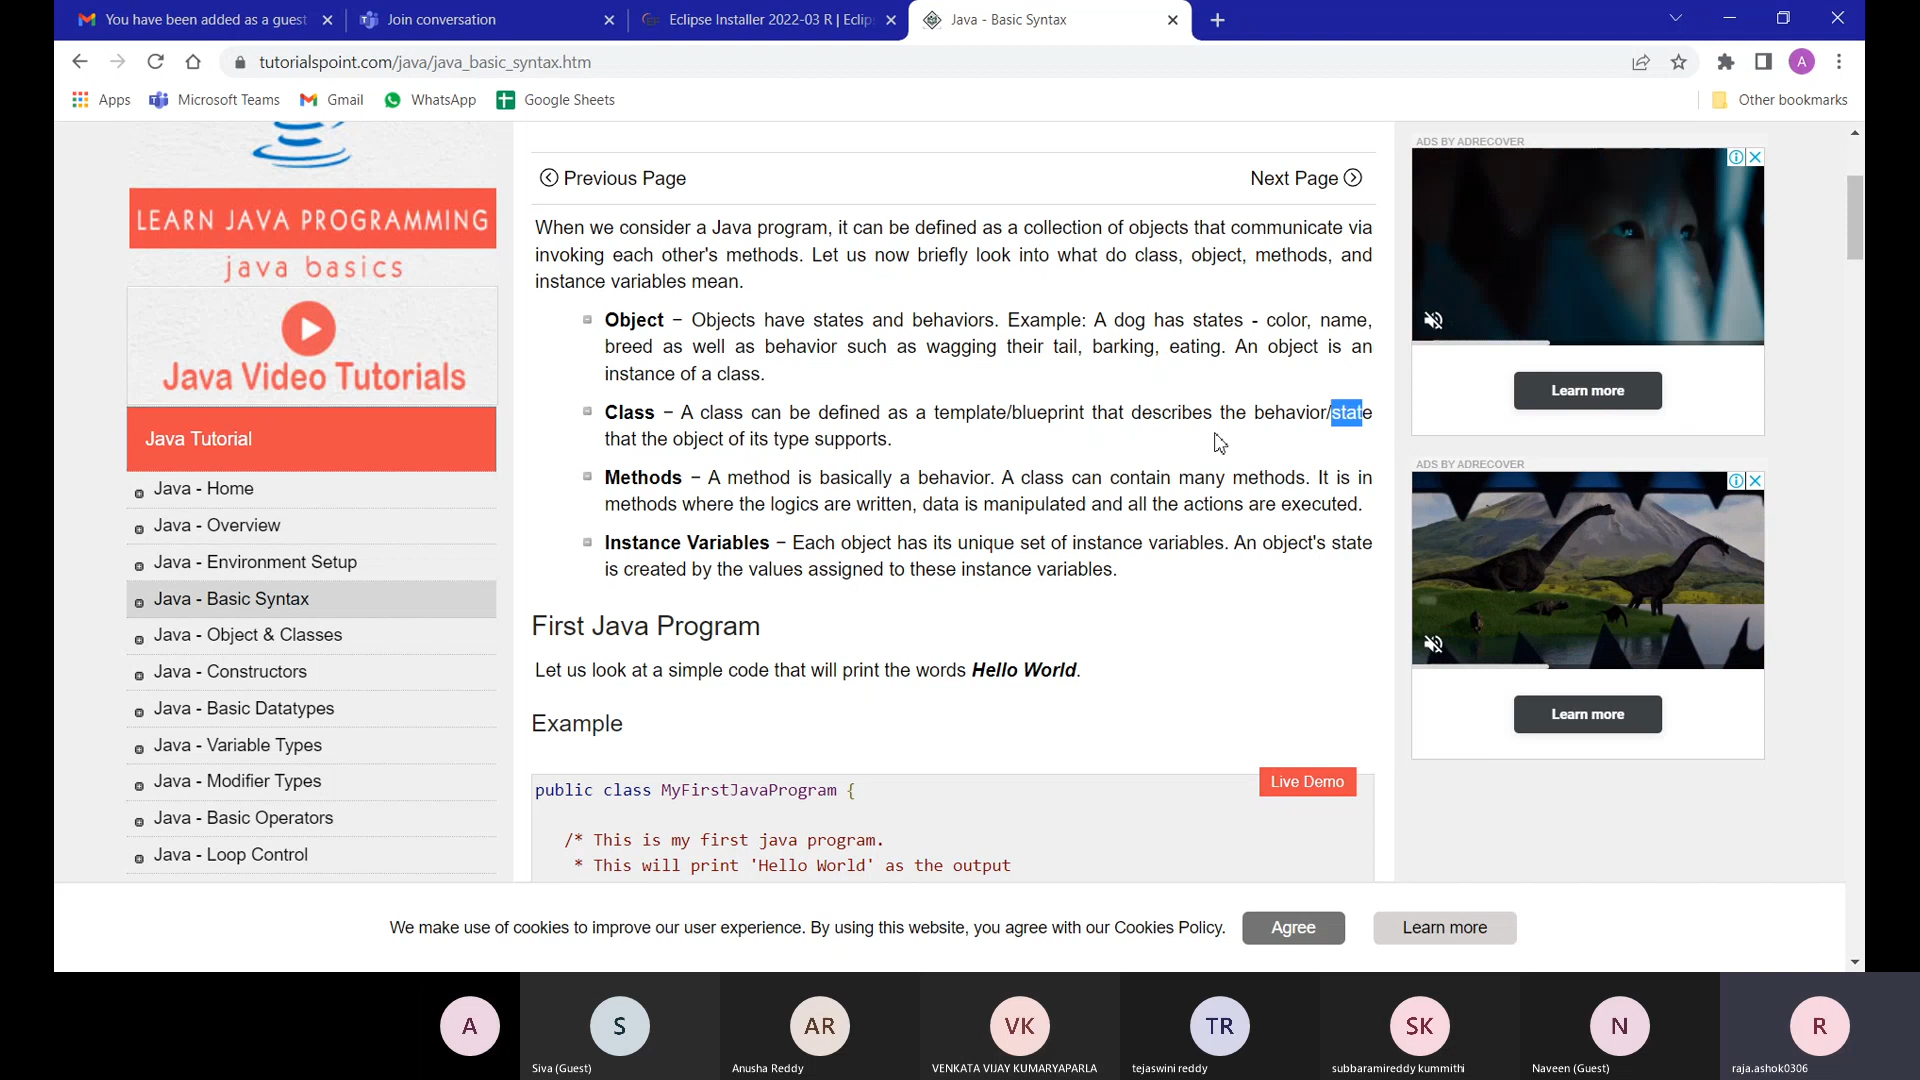 You have been added as a guest
Join conversation
Eclipse Installer 2022-03 R | Eclip
Java - Basic Syntax
tutorialspoint.com/java/java_basic_syntax.htm
A
Apps
Microsoft Teams
Gmail
WhatsApp
Google Sheets
Other bookmarks
LEARN JAVA PROGRAMMING
java basics
Java Video Tutorials
Java Tutorial
Java - Home
Java - Overview
Java - Environment Setup
Java - Basic Syntax
Java - Object & Classes
Java - Constructors
Java - Basic Datatypes
Java - Variable Types
Java - Modifier Types
Java - Basic Operators
Java - Loop Control
Previous Page
Next Page
When we consider a Java program, it can be defined as a collection of objects that communicate via
invoking each other's methods. Let us now briefly look into what do class, object, methods, and
instance variables mean.
Object − Objects have states and behaviors. Example: A dog has states - color, name,
breed as well as behavior such as wagging their tail, barking, eating. An object is an
instance of a class.
Class − A class can be defined as a template/blueprint that describes the behavior/state
that the object of its type supports.
Methods − A method is basically a behavior. A class can contain many methods. It is in
methods where the logics are written, data is manipulated and all the actions are executed.
Instance Variables − Each object has its unique set of instance variables. An object's state
is created by the values assigned to these instance variables.
First Java Program
Let us look at a simple code that will print the words Hello World.
Example
Live Demo
public class MyFirstJavaProgram {
/* This is my first java program.
* This will print 'Hello World' as the output
ADS BY ADRECOVER
Learn more
ADS BY ADRECOVER
Learn more
We make use of cookies to improve our user experience. By using this website, you agree with our Cookies Policy.
Agree
Learn more
A
S
AR
VK
TR
SK
N
R
Siva (Guest)
Anusha Reddy
VENKATA VIJAY KUMARYAPARLA
tejaswini reddy
subbaramireddy kummithi
Naveen (Guest)
raja.ashok0306